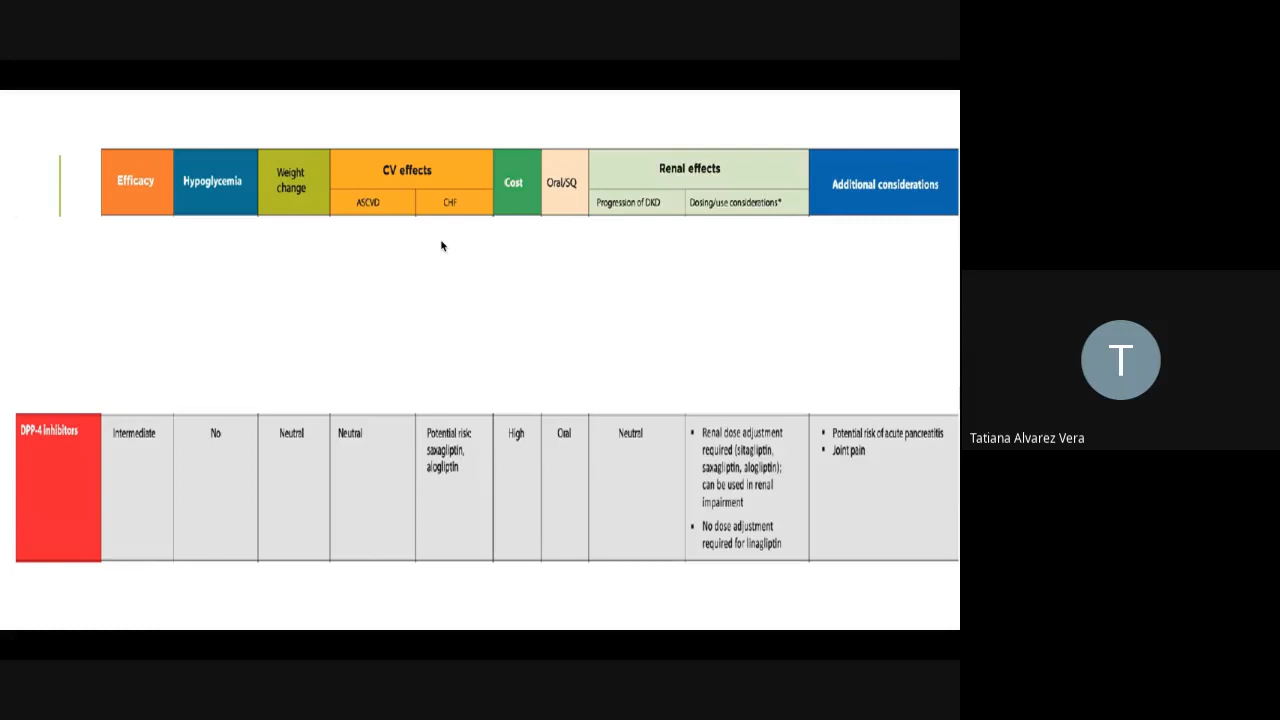 Efficacy
Hypoglycemia
Weight
change
CV effects
ASCVD
CHF
Cost
Oral/SQ
Renal effects
Progression of DKD
Dosing/use considerations*
Additional considerations
DPP-4 inhibitors
Intermediate
No
Neutral
Neutral
Potential risk:
saxagliptin,
alogliptin
High
Oral
Neutral
▪ Renal dose adjustment
required (sitagliptin,
saxagliptin, alogliptin);
can be used in renal
impairment
▪ No dose adjustment
required for linagliptin
▪ Potential risk of acute pancreatitis
▪ Joint pain
T
Tatiana Alvarez Vera